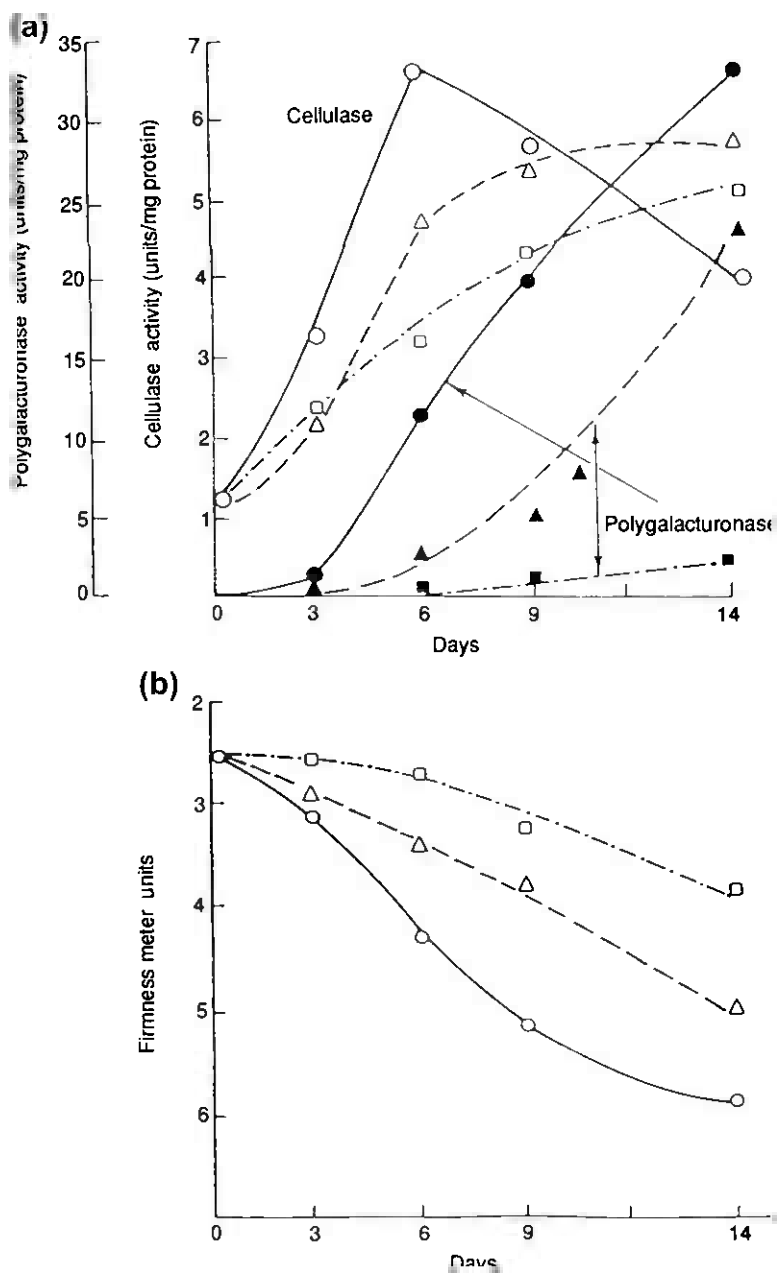 (a)
Polygalacturonase activity (units/mg protein)
35
30
25
20
15
10
5
0
Cellulase activity (units/mg protein)
7
6
5
4
3
2
1
Cellulase
Polygalacturonase
0 3 6 9 14
Days
(b)
Firmness meter units
2
3
4
5
6
0 3 6 9 14
Days